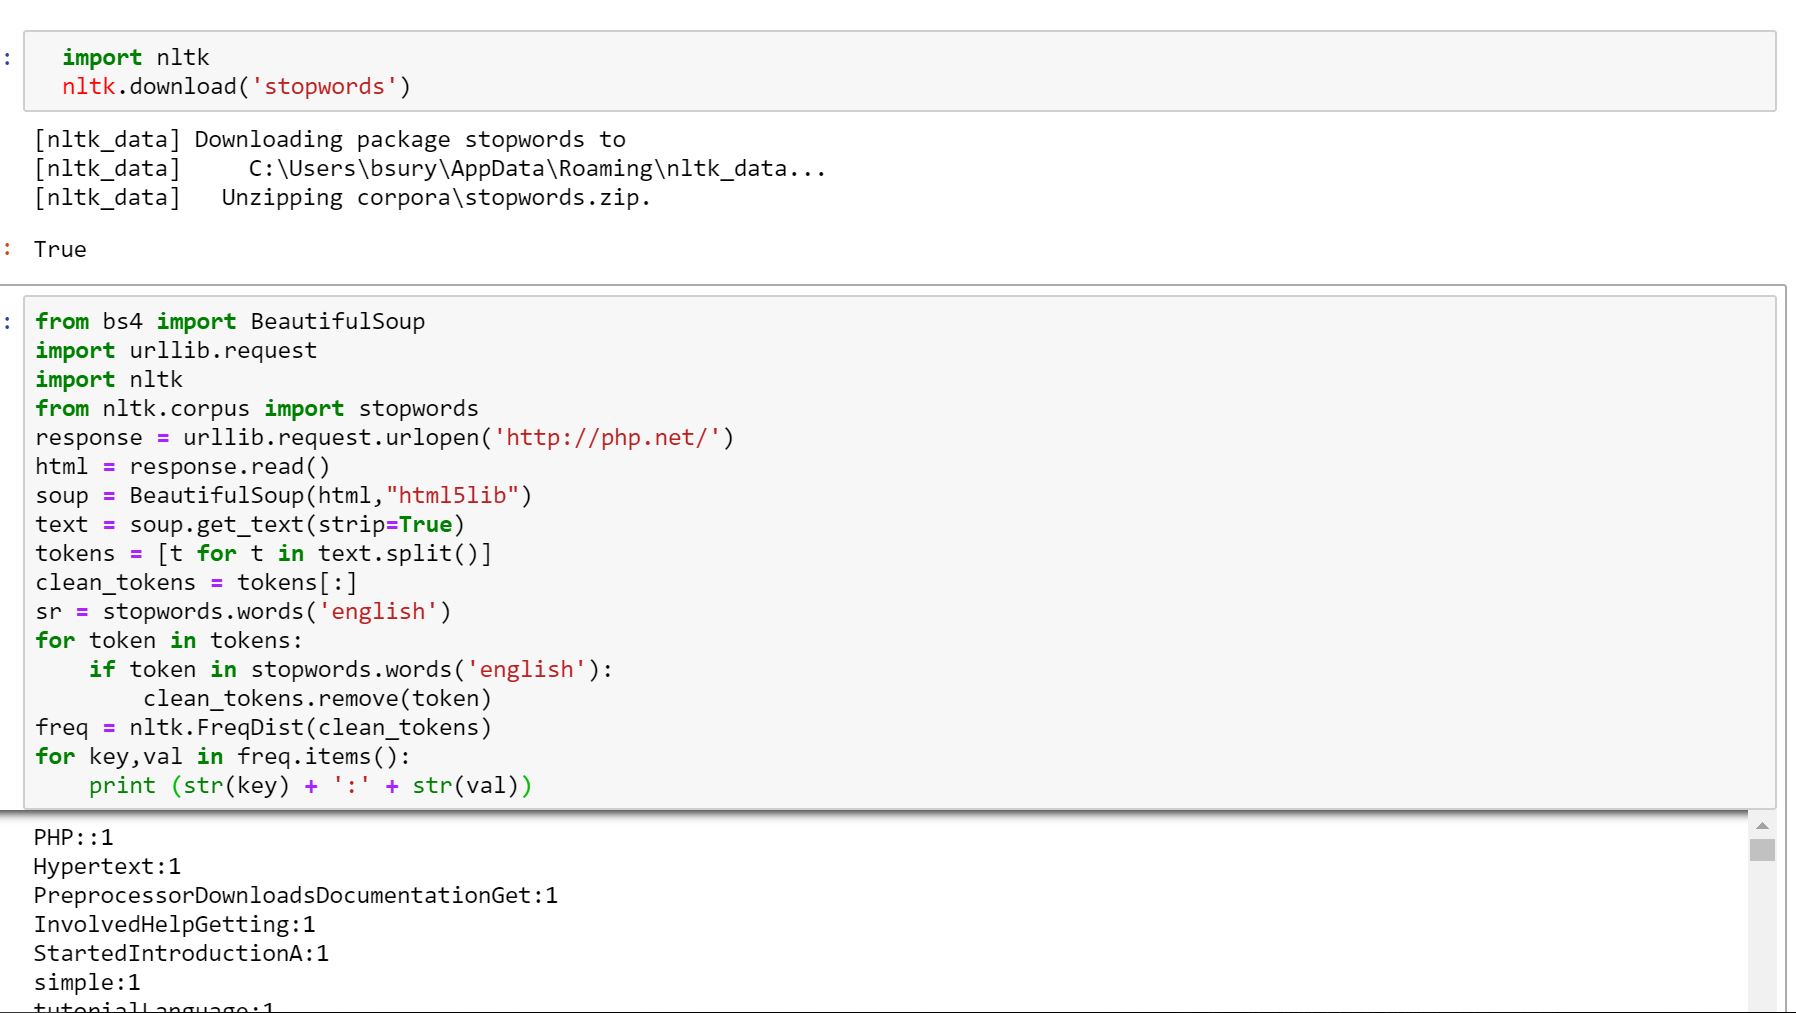 :
import nltk
nltk.download('stopwords')
[nltk_data] Downloading package stopwords to
[nltk_data]     C:\Users\bsury\AppData\Roaming\nltk_data...
[nltk_data]   Unzipping corpora\stopwords.zip.
: True
:
from bs4 import BeautifulSoup
import urllib.request
import nltk
from nltk.corpus import stopwords
response = urllib.request.urlopen('http://php.net/')
html = response.read()
soup = BeautifulSoup(html,"html5lib")
text = soup.get_text(strip=True)
tokens = [t for t in text.split()]
clean_tokens = tokens[:]
sr = stopwords.words('english')
for token in tokens:
    if token in stopwords.words('english'):
        clean_tokens.remove(token)
freq = nltk.FreqDist(clean_tokens)
for key,val in freq.items():
    print (str(key) + ':' + str(val))
PHP::1
Hypertext:1
PreprocessorDownloadsDocumentationGet:1
InvolvedHelpGetting:1
StartedIntroductionA:1
simple:1
tutorialLanguage:1